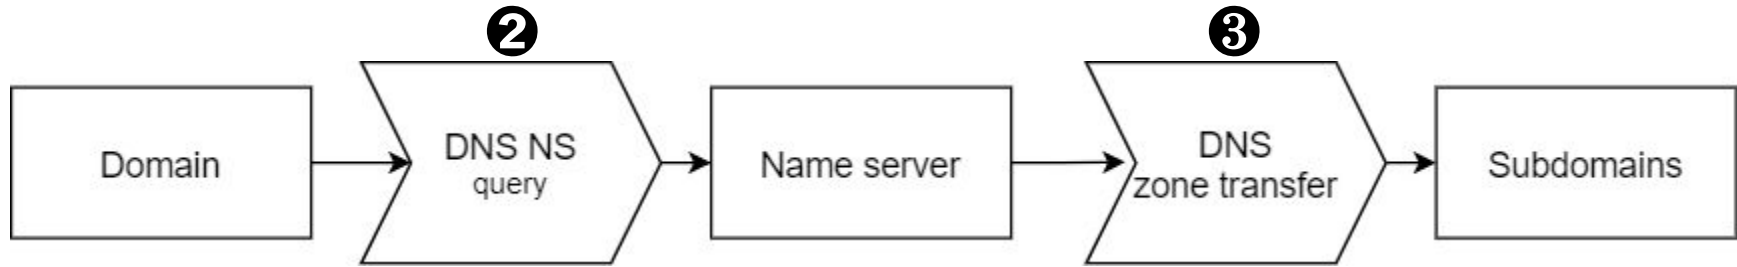 ❷
❸
Domain
DNS NS
query
Name server
DNS
zone transfer
Subdomains